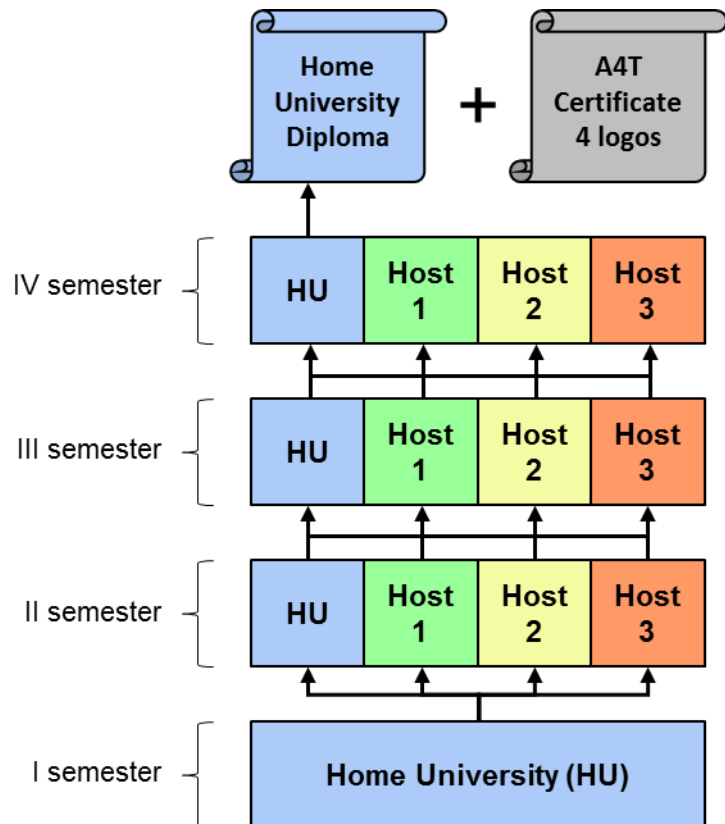 Home
University
Diploma
+
A4T
Certificate
4 logos
IV semester
HU
Host
1
Host
2
Host
3
III semester
HU
Host
1
Host
2
Host
3
II semester
HU
Host
1
Host
2
Host
3
I semester
Home University (HU)